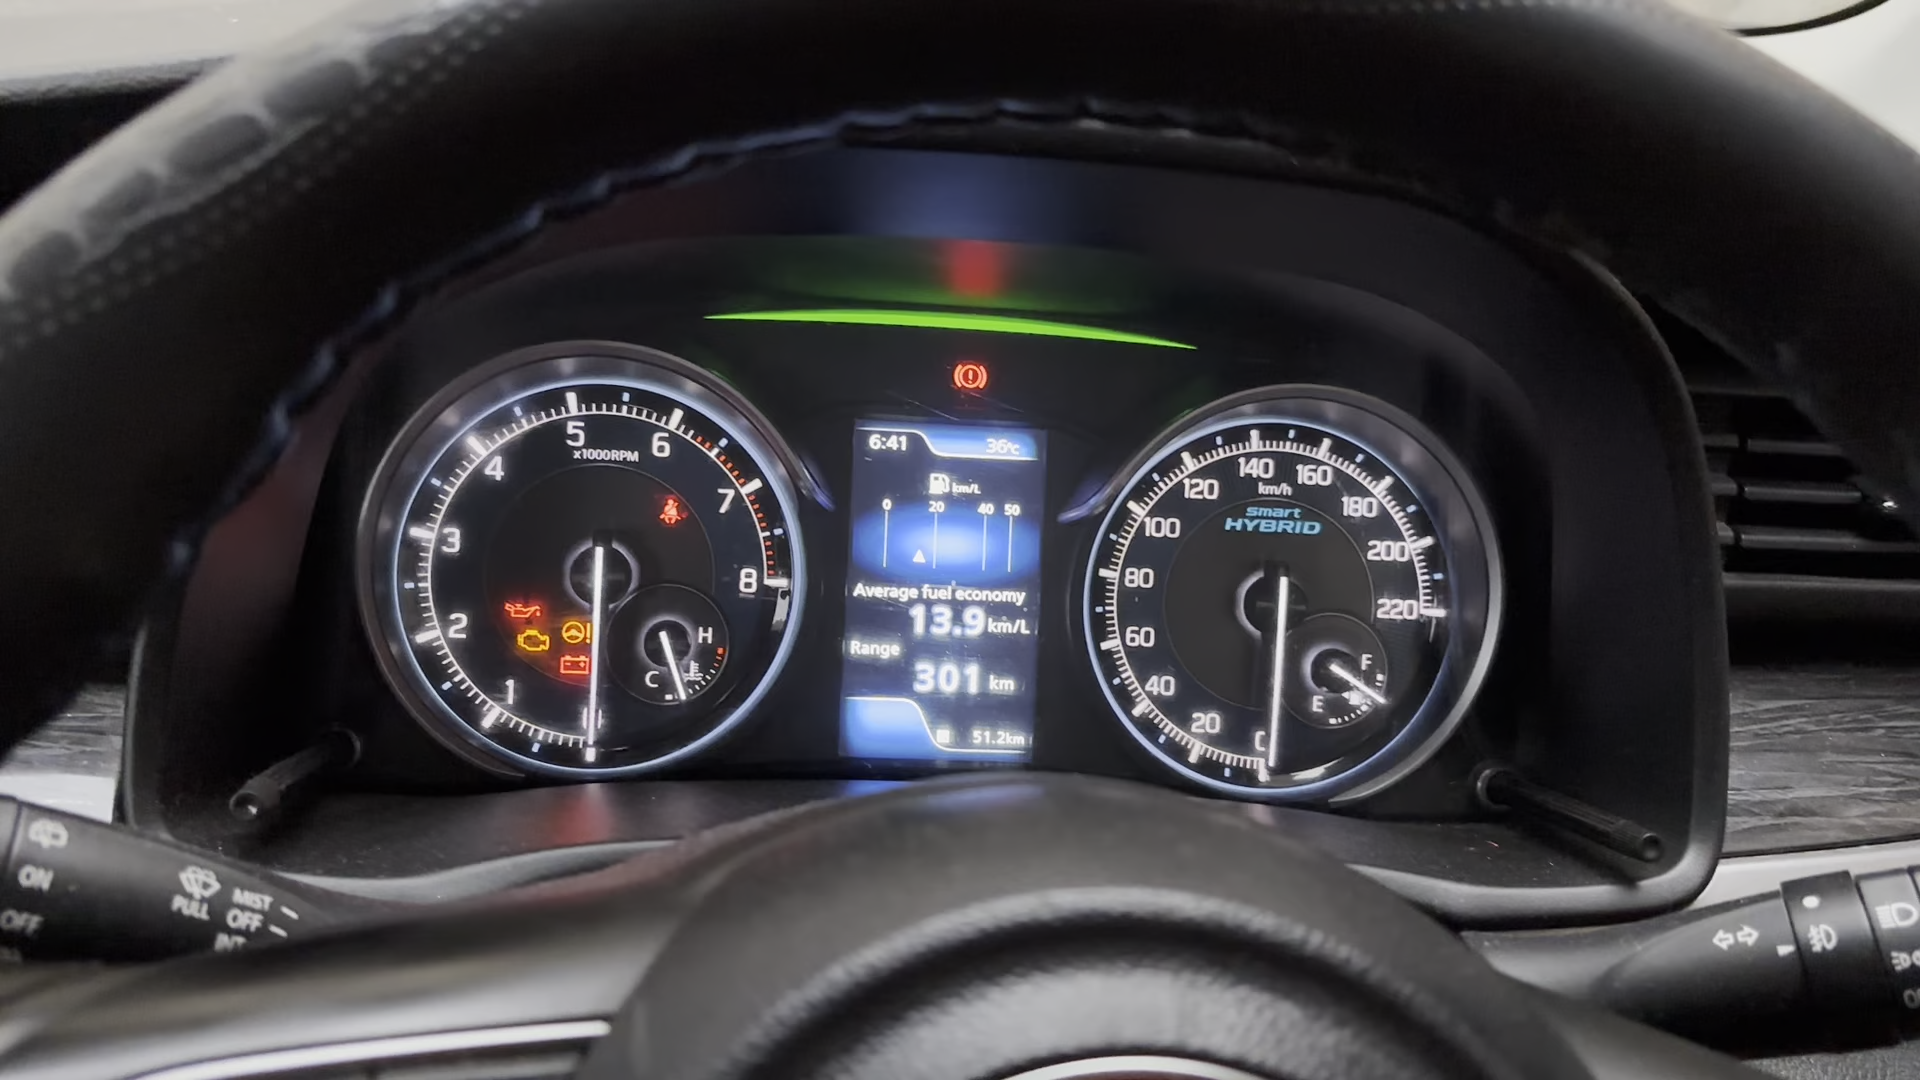 5
6
4
x1000RPM
7
3
8
2
H
1
C
6:41 36°C
km/L
0 20 40 50
Average fuel economy
13.9 km/L
Range
301 km
51.2km
140
160
120
km/h
180
smart
HYBRID
100
200
80
220
60
F
40
E
20
ON
OFF
PULL
MIST
OFF
INT